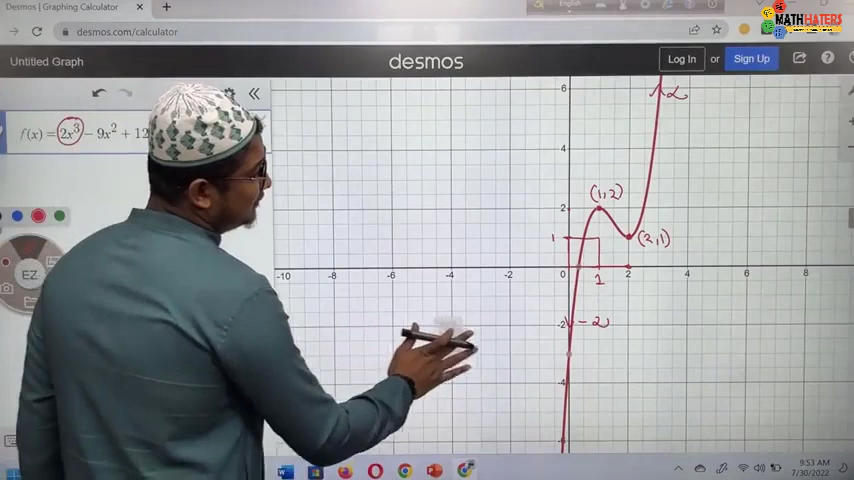 Desmos | Graphing Calculator
desmos.com/calculator
MATH HATERS
Untitled Graph
desmos
Log In or Sign Up
f(x) = 2x³ − 9x² + 12
6
4
2
0
-2
-4
-10 -8 -6 -4 -2 2 4 6 8
(1, 2)
(2, 1)
1
1
EZ
9:53 AM
7/30/2022